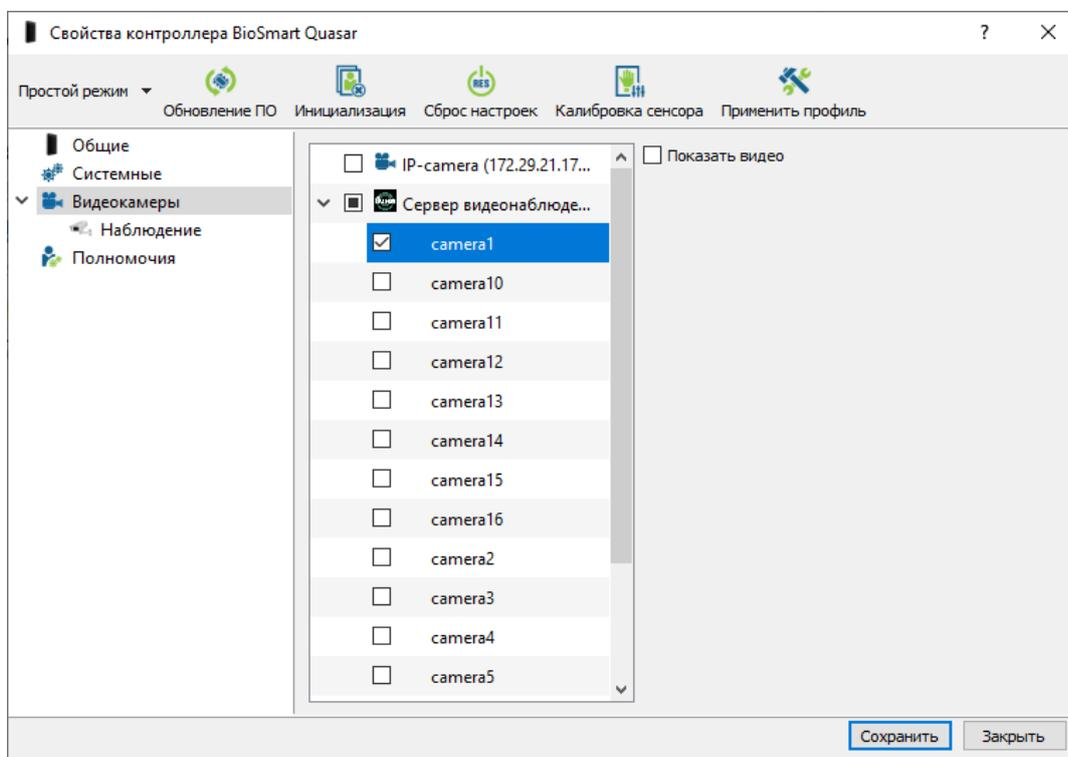 Свойства контроллера BioSmart Quasar
?
Простой режим
Обновление ПО
Инициализация
RES
Сброс настроек
Калибровка сенсора
Применить профиль
Общие
Системные
Видеокамеры
Наблюдение
Полномочия
IP-camera (172.29.21.17...
Сервер видеонаблюде...
camera1
camera10
camera11
camera12
camera13
camera14
camera15
camera16
camera2
camera3
camera4
camera5
Показать видео
Сохранить
Закрыть